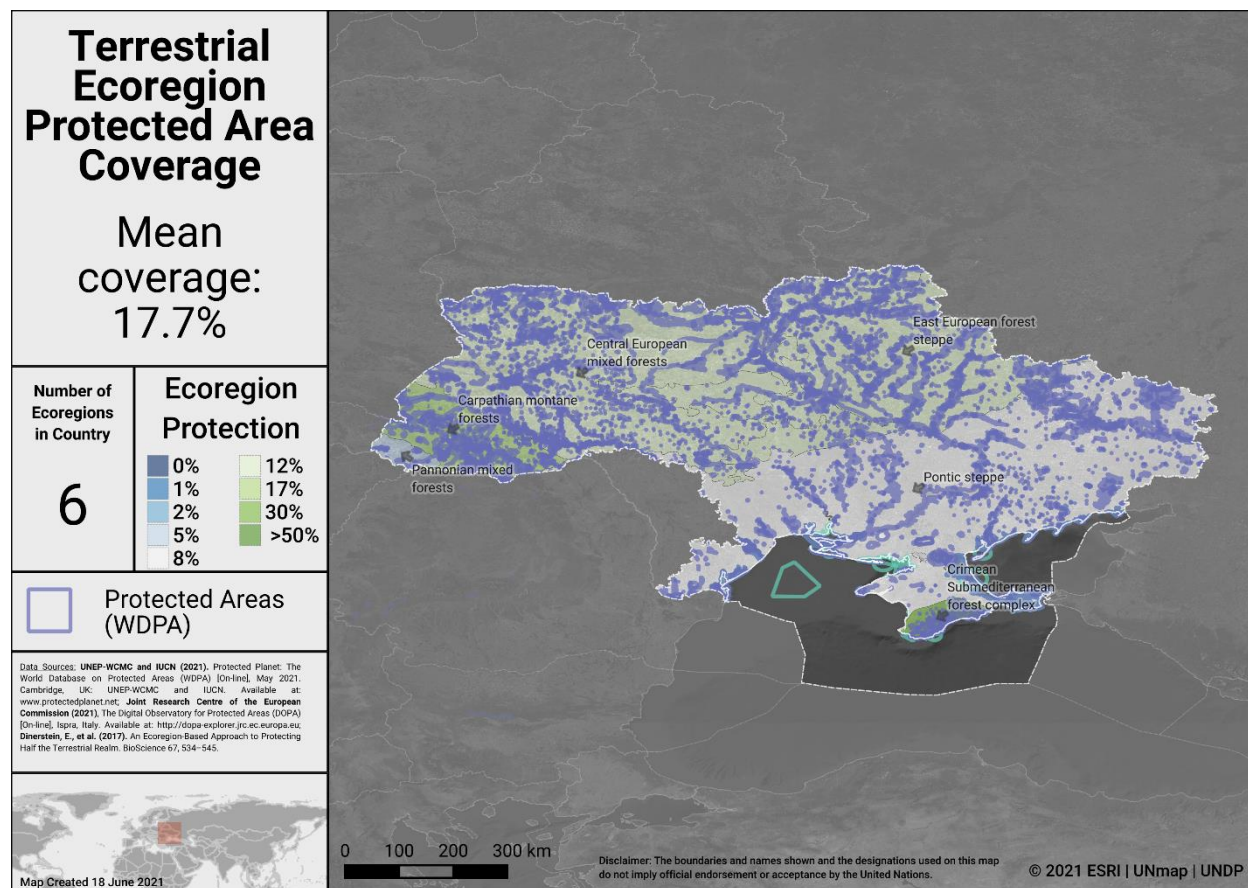 Terrestrial
Ecoregion
Protected Area
Coverage
Mean
coverage:
17.7%
Number of
Ecoregions
in Country
6
Ecoregion
Protection
0%
1%
2%
5%
8%
12%
17%
30%
>50%
Protected Areas
(WDPA)
Data Sources: UNEP-WCMC and IUCN (2021). Protected Planet: The
World Database on Protected Areas (WDPA) [On-line], May 2021.
Cambridge, UK: UNEP-WCMC and IUCN. Available at:
www.protectedplanet.net; Joint Research Centre of the European
Commission (2021), The Digital Observatory for Protected Areas (DOPA)
[On-line], Ispra, Italy. Available at: http://dopa-explorer.jrc.ec.europa.eu;
Dinerstein, E., et al. (2017). An Ecoregion-Based Approach to Protecting
Half the Terrestrial Realm. BioScience 67, 534–545.
Map Created 18 June 2021
East European forest
steppe
Central European
mixed forests
Carpathian montane
forests
Pannonian mixed
forests
Pontic steppe
Crimean
Submediterranean
forest complex
0 100 200 300 km
Disclaimer: The boundaries and names shown and the designations used on this map
do not imply official endorsement or acceptance by the United Nations.
© 2021 ESRI | UNmap | UNDP